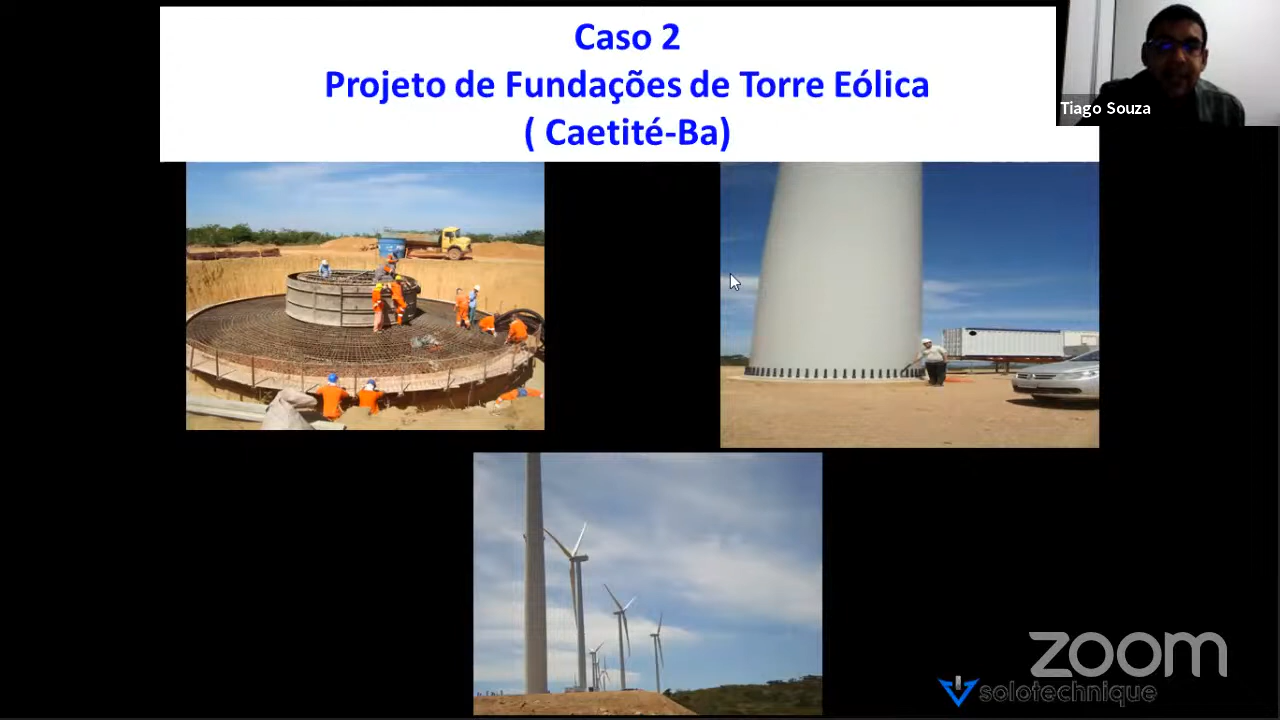 Caso 2
Projeto de Fundações de Torre Eólica
( Caetité-Ba)
Tiago Souza
zoom
solotechnique